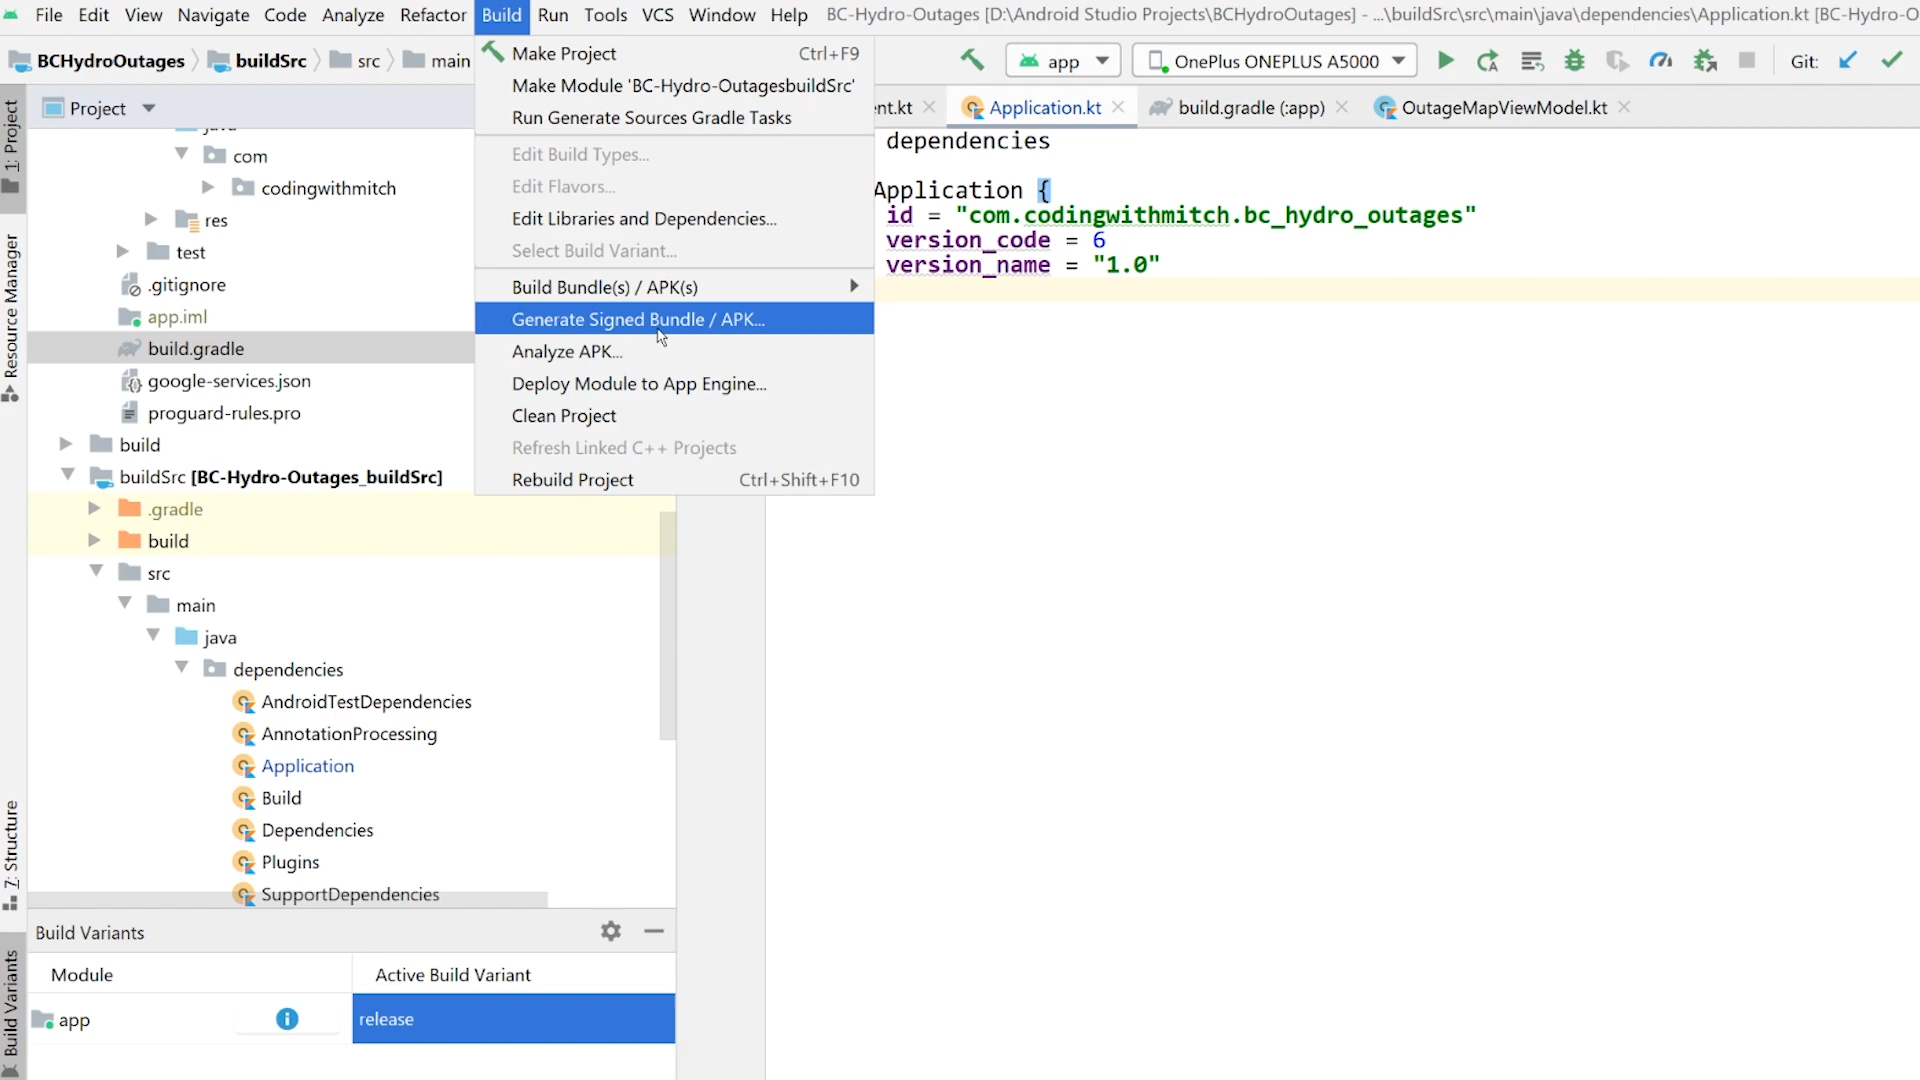 File Edit View Navigate Code Analyze Refactor Build Run Tools VCS Window Help BC-Hydro-Outages [D:\Android Studio Projects\BCHydroOutages] - ...\buildSrc\src\main\java\dependencies\Application.kt [BC-Hydro-O
BCHydroOutages buildSrc src main
app OnePlus ONEPLUS A5000 Git:
Project
ent.kt Application.kt build.gradle (:app) OutageMapViewModel.kt
Make Project Ctrl+F9
Make Module 'BC-Hydro-OutagesbuildSrc'
Run Generate Sources Gradle Tasks
Edit Build Types...
Edit Flavors...
Edit Libraries and Dependencies...
Select Build Variant...
Build Bundle(s) / APK(s)
Generate Signed Bundle / APK...
Analyze APK...
Deploy Module to App Engine...
Clean Project
Refresh Linked C++ Projects
Rebuild Project Ctrl+Shift+F10
dependencies
Application {
id = "com.codingwithmitch.bc_hydro_outages"
version_code = 6
version_name = "1.0"
java
com
codingwithmitch
res
test
.gitignore
app.iml
build.gradle
google-services.json
proguard-rules.pro
build
buildSrc [BC-Hydro-Outages_buildSrc]
.gradle
build
src
main
java
dependencies
AndroidTestDependencies
AnnotationProcessing
Application
Build
Dependencies
Plugins
SupportDependencies
Build Variants
Module Active Build Variant
app release
1: Project
Resource Manager
7: Structure
Build Variants